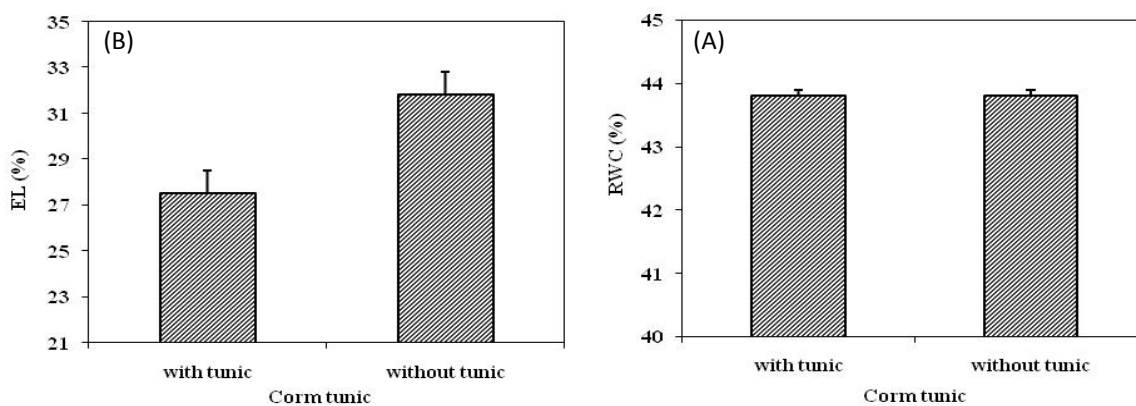 (B)
EL (%)
35
33
31
29
27
25
23
21
with tunic without tunic
Corm tunic
(A)
RWC (%)
45
44
43
42
41
40
with tunic without tunic
Corm tunic